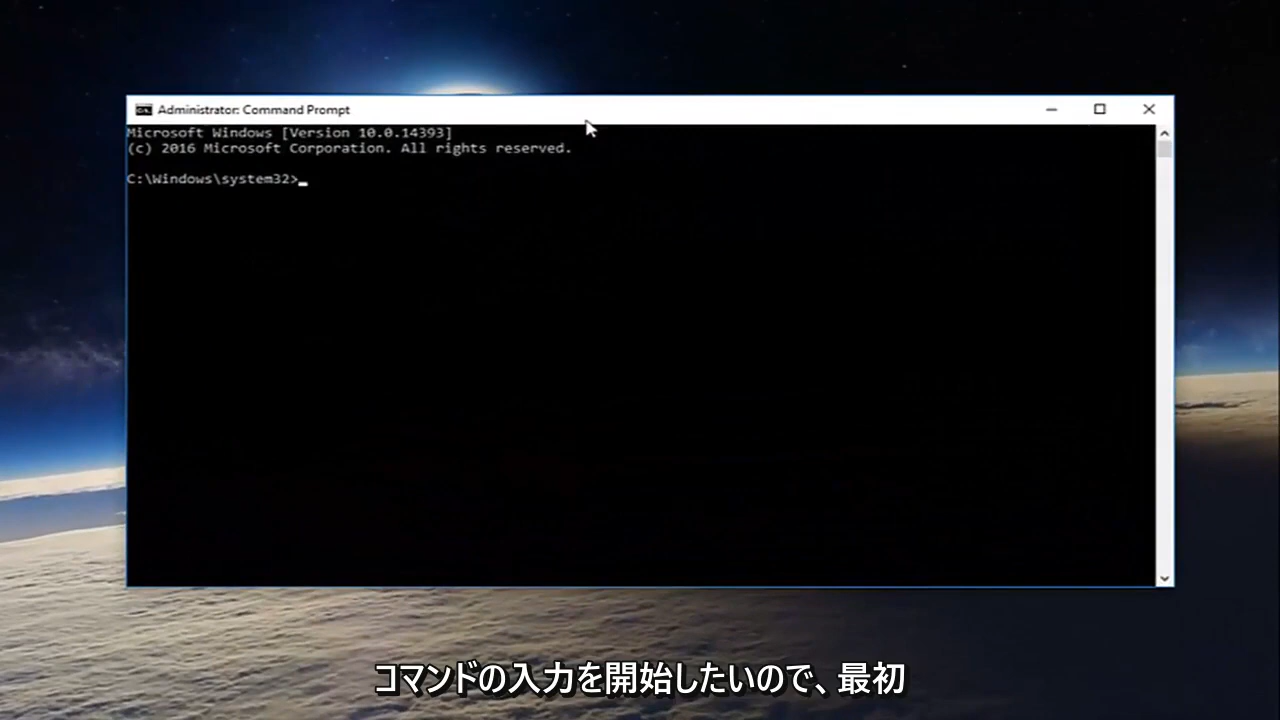 Administrator: Command Prompt
Microsoft Windows [Version 10.0.14393]
(c) 2016 Microsoft Corporation. All rights reserved.
C:\Windows\system32>
コマンドの入力を開始したいので、最初